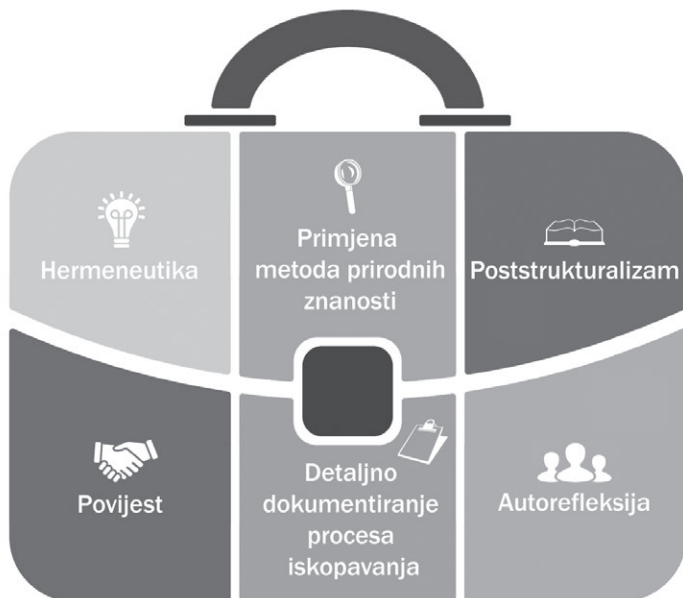 Hermeneutika
Primjena
metoda prirodnih
znanosti
Poststrukturalizam
Povijest
Detaljno
dokumentiranje
procesa
iskopavanja
Autorefleksija